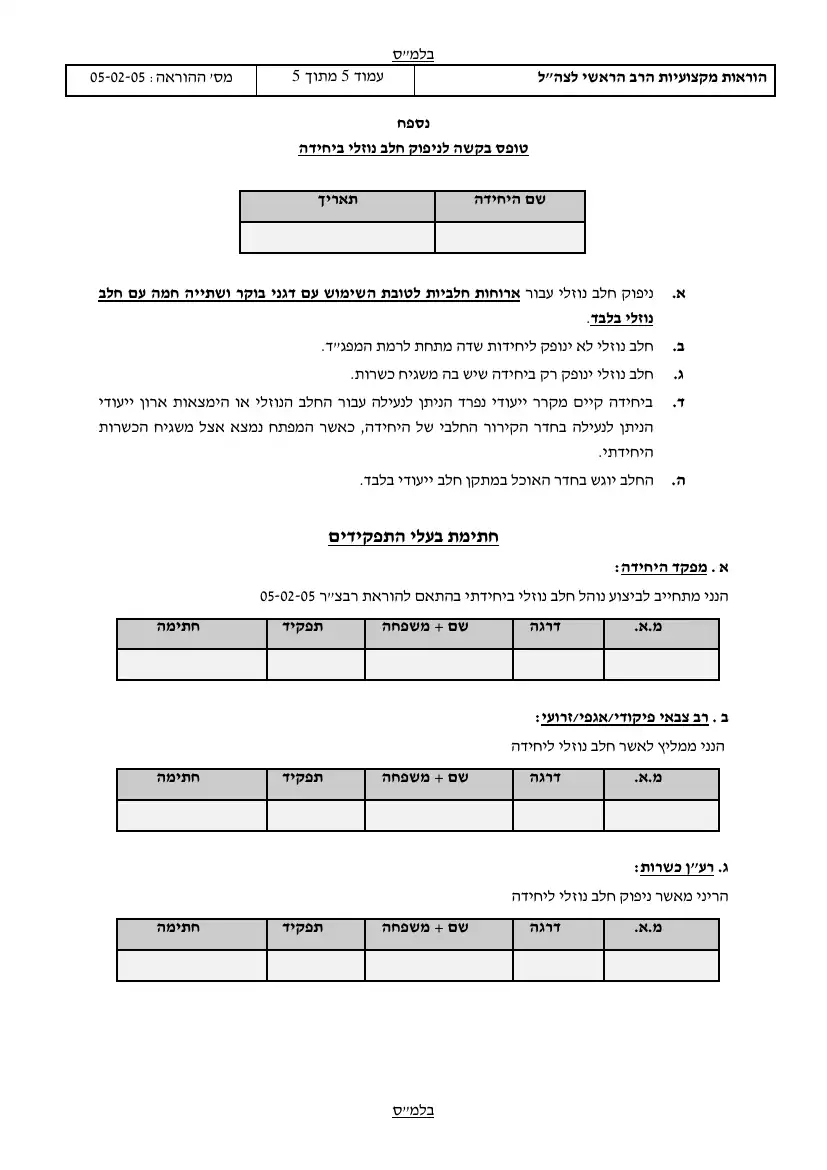 בלמ"ס
הוראות מקצועיות הרב הראשי לצה"ל עמוד 5 מתוך 5 מס' ההוראה: 05-02-05
נספח
טופס בקשה לניפוק חלב נוזלי ביחידה
שם היחידה תאריך
א. ניפוק חלב נוזלי עבור ארוחות חלביות לטובת השימוש עם דגני בוקר ושתייה חמה עם חלב
נוזלי בלבד.
ב. חלב נוזלי לא ינופק ליחידות שדה מתחת לרמת המפג"ד.
ג. חלב נוזלי ינופק רק ביחידה שיש בה משגיח כשרות.
ד. ביחידה קיים מקרר ייעודי נפרד הניתן לנעילה עבור החלב הנוזלי או הימצאות ארון ייעודי
הניתן לנעילה בחדר הקירור החלבי של היחידה, כאשר המפתח נמצא אצל משגיח הכשרות
היחידתי.
ה. החלב יוגש בחדר האוכל במתקן חלב ייעודי בלבד.
חתימת בעלי התפקידים
א . מפקד היחידה:
הנני מתחייב לביצוע נוהל חלב נוזלי ביחידתי בהתאם להוראת רבצ"ר 05-02-05
מ.א. דרגה שם + משפחה תפקיד חתימה
ב . רב צבאי פיקודי/אגפי/זרועי:
הנני ממליץ לאשר חלב נוזלי ליחידה
מ.א. דרגה שם + משפחה תפקיד חתימה
ג. רע"ן כשרות:
הריני מאשר ניפוק חלב נוזלי ליחידה
מ.א. דרגה שם + משפחה תפקיד חתימה
בלמ"ס